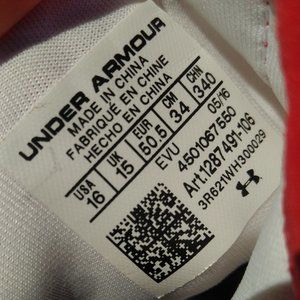 UNDER ARMOUR
MADE IN CHINA
FABRIQUE EN CHINE
HECHO EN CHINA
USA UK EUR CM CHN
16 15 50.5 34 340
EVU 05/16
4501067550
Art.1287491-106
3R621WH300029